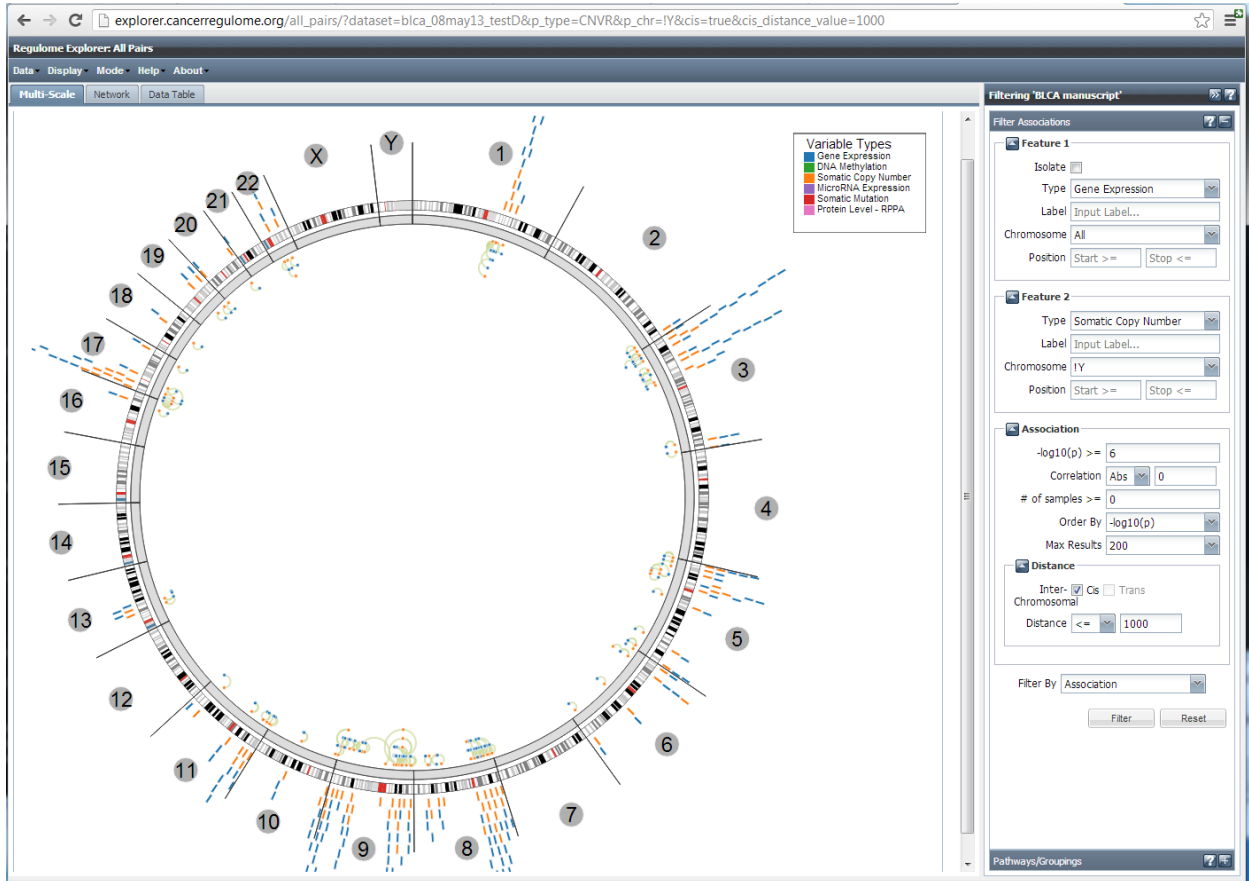 explorer.cancerregulome.org/all_pairs/?dataset=blca_08may13_testD&p_type=CNVR&p_chr=!Y&cis=true&cis_distance_value=1000
Regulome Explorer: All Pairs
Data Display Mode Help About
Multi-Scale Network Data Table
Variable Types
Gene Expression
DNA Methylation
Somatic Copy Number
MicroRNA Expression
Somatic Mutation
Protein Level - RPPA
1
2
3
4
5
6
7
8
9
10
11
12
13
14
15
16
17
18
19
20
21
22
X
Y
Filtering 'BLCA manuscript'
Filter Associations
Feature 1
Isolate
Type Gene Expression
Label Input Label...
Chromosome All
Position Start >= Stop <=
Feature 2
Type Somatic Copy Number
Label Input Label...
Chromosome !Y
Position Start >= Stop <=
Association
-log10(p) >= 6
Correlation Abs 0
# of samples >= 0
Order By -log10(p)
Max Results 200
Distance
Inter- Cis Trans
Chromosomal
Distance <= 1000
Filter By Association
Filter Reset
Pathways/Groupings